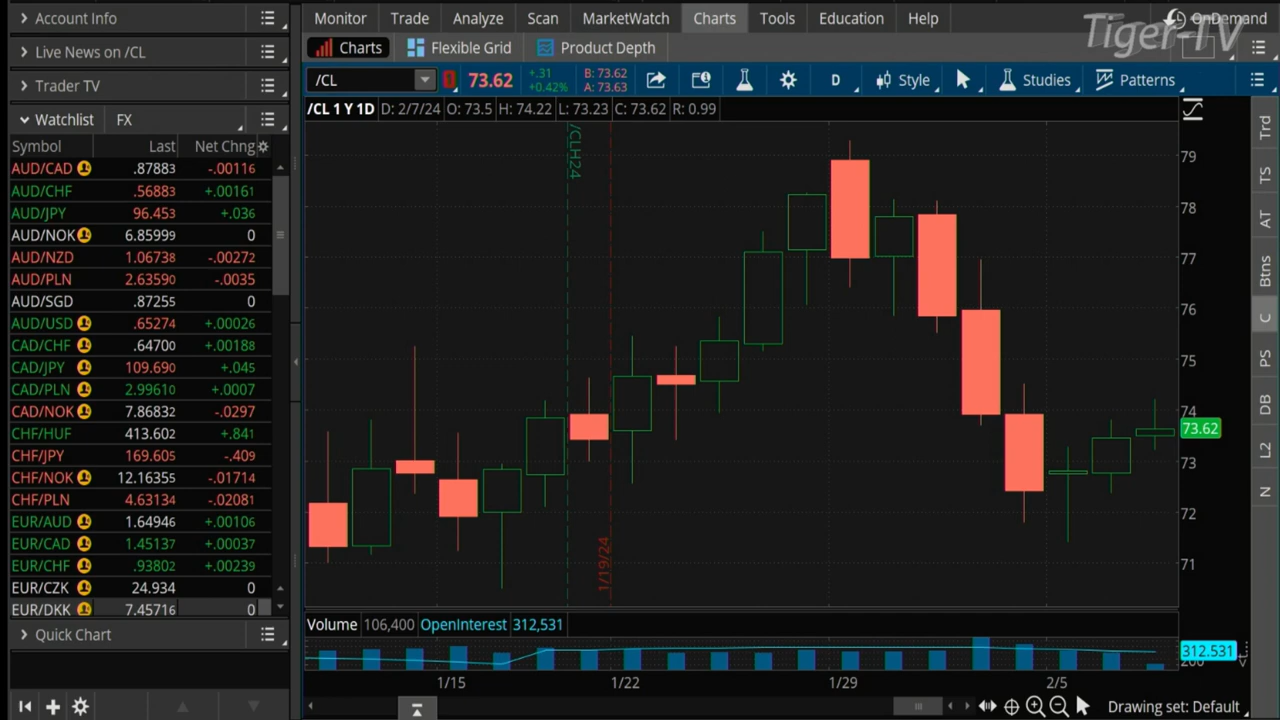 Account Info
Live News on /CL
Trader TV
Watchlist FX
Symbol Last Net Chng
AUD/CAD .87883 -.00116
AUD/CHF .56883 +.00161
AUD/JPY 96.453 +.036
AUD/NOK 6.85999 0
AUD/NZD 1.06738 -.00272
AUD/PLN 2.63590 -.0035
AUD/SGD .87255 0
AUD/USD .65274 +.00026
CAD/CHF .64700 +.00188
CAD/JPY 109.690 +.045
CAD/PLN 2.99610 +.0007
CAD/NOK 7.86832 -.0297
CHF/HUF 413.602 +.841
CHF/JPY 169.605 -.409
CHF/NOK 12.16355 -.01714
CHF/PLN 4.63134 -.02081
EUR/AUD 1.64946 +.00106
EUR/CAD 1.45137 +.00037
EUR/CHF .93802 +.00239
EUR/CZK 24.934 0
EUR/DKK 7.45716 0
Quick Chart
Monitor Trade Analyze Scan MarketWatch Charts Tools Education Help OnDemand
Tiger-TV
Charts Flexible Grid Product Depth
/CL 73.62 +.31 B: 73.62
+0.42% A: 73.63
D Style Studies Patterns
/CL 1 Y 1D D: 2/7/24 O: 73.5 H: 74.22 L: 73.23 C: 73.62 R: 0.99
/CLH24
1/19/24
79
78
77
76
75
74
73.62
73
72
71
Volume 106,400 OpenInterest 312,531
312.531
200
1/15 1/22 1/29 2/5
Drawing set: Default
Trd
TS
AT
Btns
C
PS
DB
L2
N